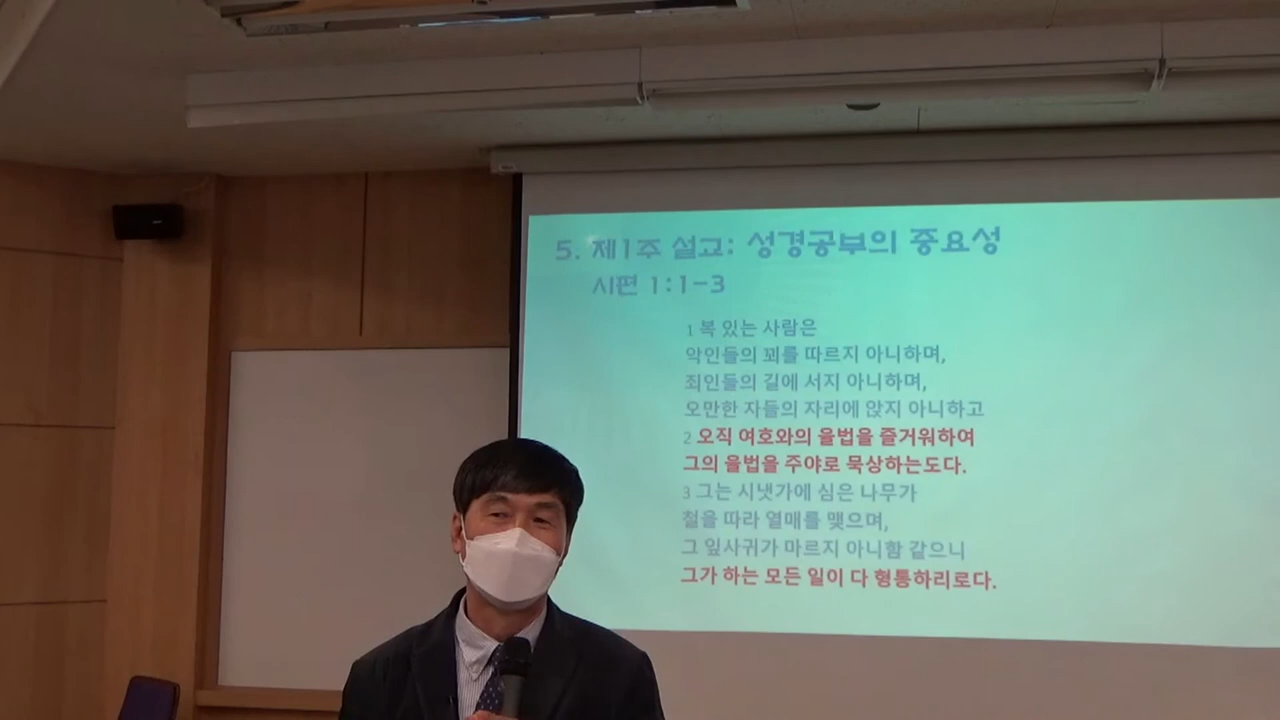 5. 제1주 설교: 성경공부의 중요성
시편 1:1-3
1 복 있는 사람은
악인들의 꾀를 따르지 아니하며,
죄인들의 길에 서지 아니하며,
오만한 자들의 자리에 앉지 아니하고
2 오직 여호와의 율법을 즐거워하여
그의 율법을 주야로 묵상하는도다.
3 그는 시냇가에 심은 나무가
철을 따라 열매를 맺으며,
그 잎사귀가 마르지 아니함 같으니
그가 하는 모든 일이 다 형통하리로다.